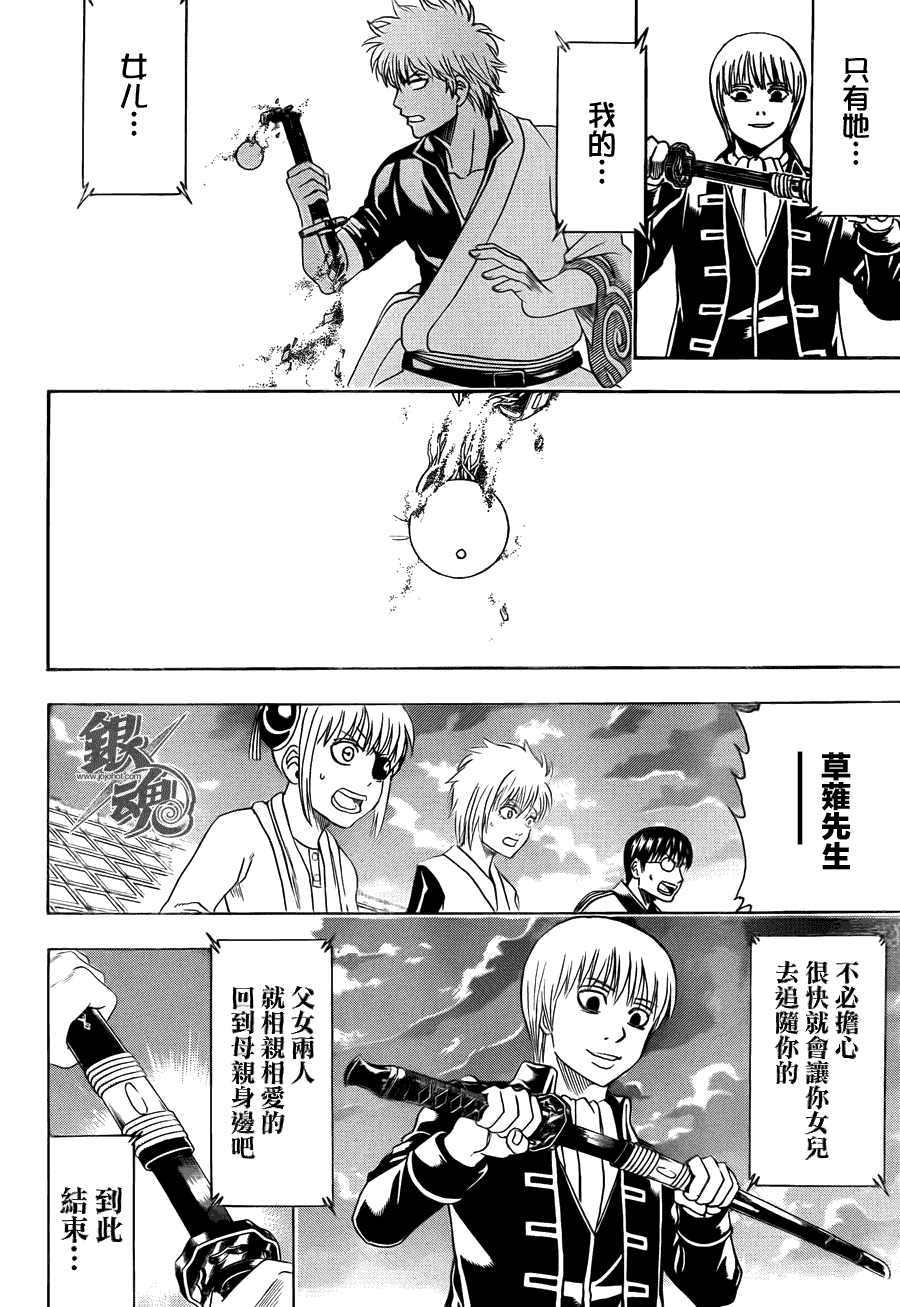 只有她…
我的…
女儿…
草薙先生
銀魂
www.jojohot.com
不必擔心
很快就會讓你女兒
去追隨你的
父女兩人
就相親相愛的
回到母親身邊吧
到此
結束…